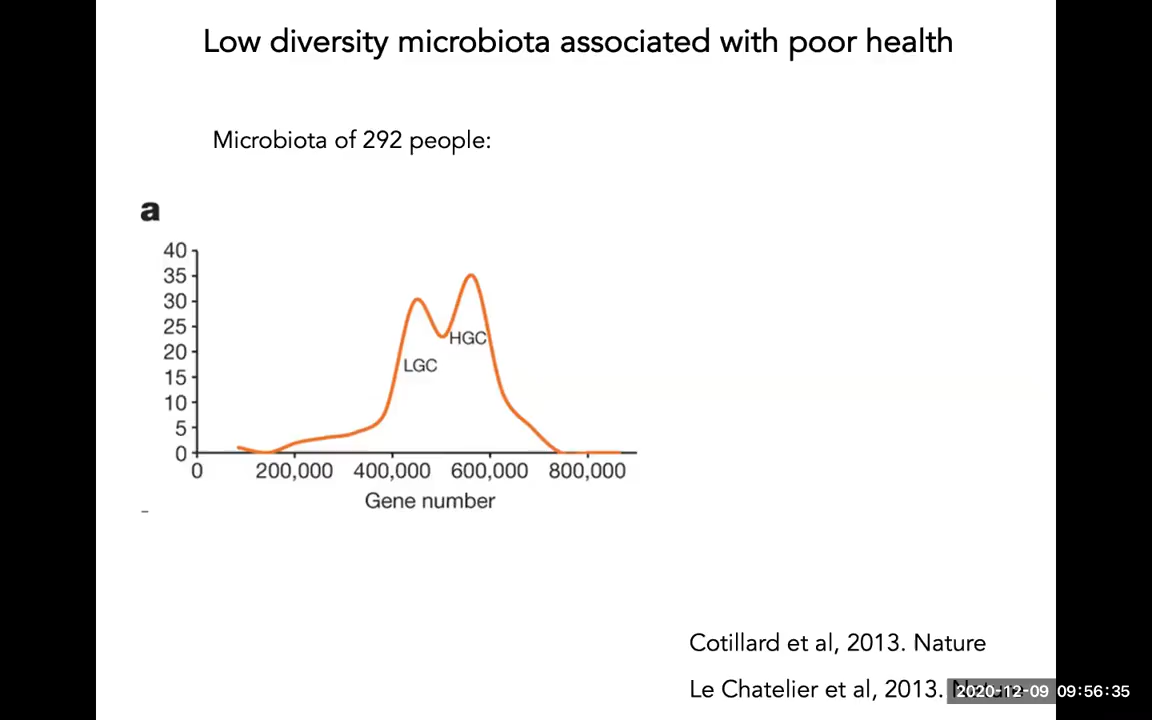 Low diversity microbiota associated with poor health
Microbiota of 292 people:
a
40
35
30
25
20
15
10
5
0
HGC
LGC
0 200,000 400,000 600,000 800,000
Gene number
Cotillard et al, 2013. Nature
Le Chatelier et al, 2013.
2020-12-09 09:56:35